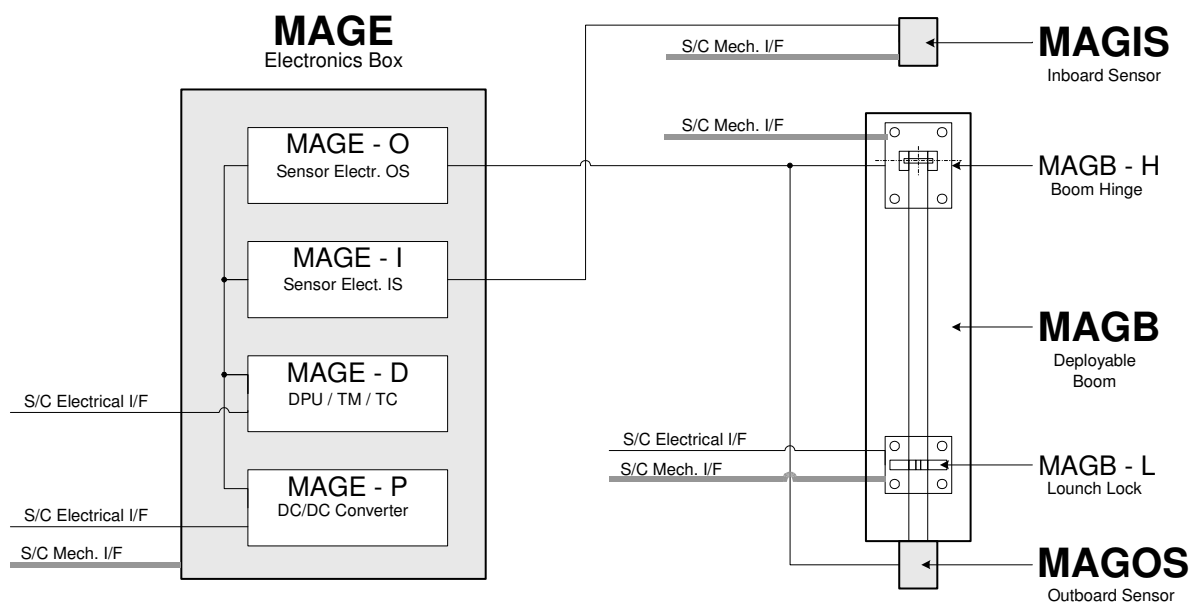 MAGE
Electronics Box
MAGE - O
Sensor Electr. OS
MAGE - I
Sensor Elect. IS
MAGE - D
DPU / TM / TC
S/C Electrical I/F
MAGE - P
DC/DC Converter
S/C Electrical I/F
S/C Mech. I/F
S/C Mech. I/F
MAGIS
Inboard Sensor
S/C Mech. I/F
MAGB - H
Boom Hinge
MAGB
Deployable
Boom
S/C Electrical I/F
S/C Mech. I/F
MAGB - L
Lounch Lock
MAGOS
Outboard Sensor